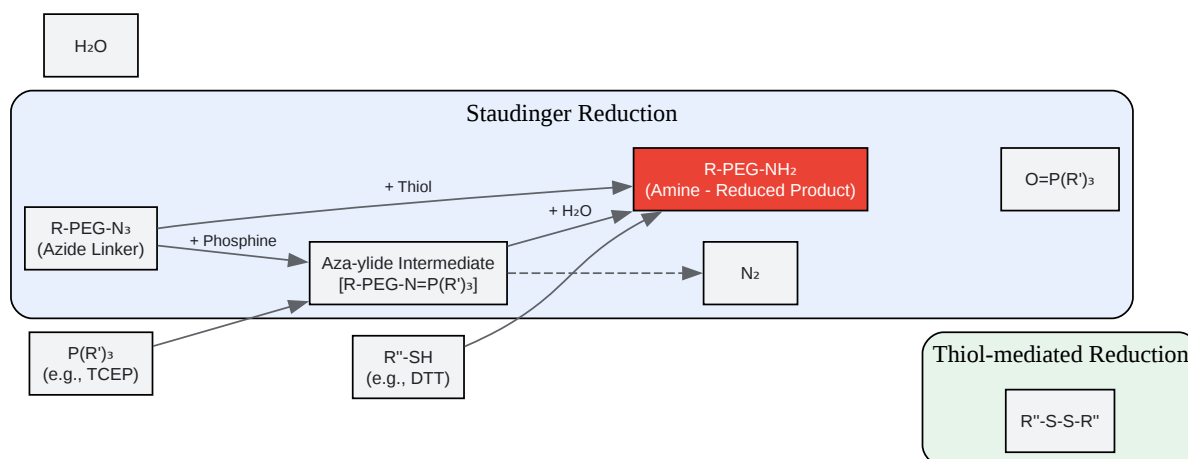 H₂O
Staudinger Reduction
R-PEG-NH₂
(Amine - Reduced Product)
O=P(R')₃
+ Thiol
+ H₂O
R-PEG-N₃
(Azide Linker)
+ Phosphine
Aza-ylide Intermediate
[R-PEG-N=P(R')₃]
N₂
P(R')₃
(e.g., TCEP)
R"-SH
(e.g., DTT)
Thiol-mediated Reduction
R"-S-S-R"